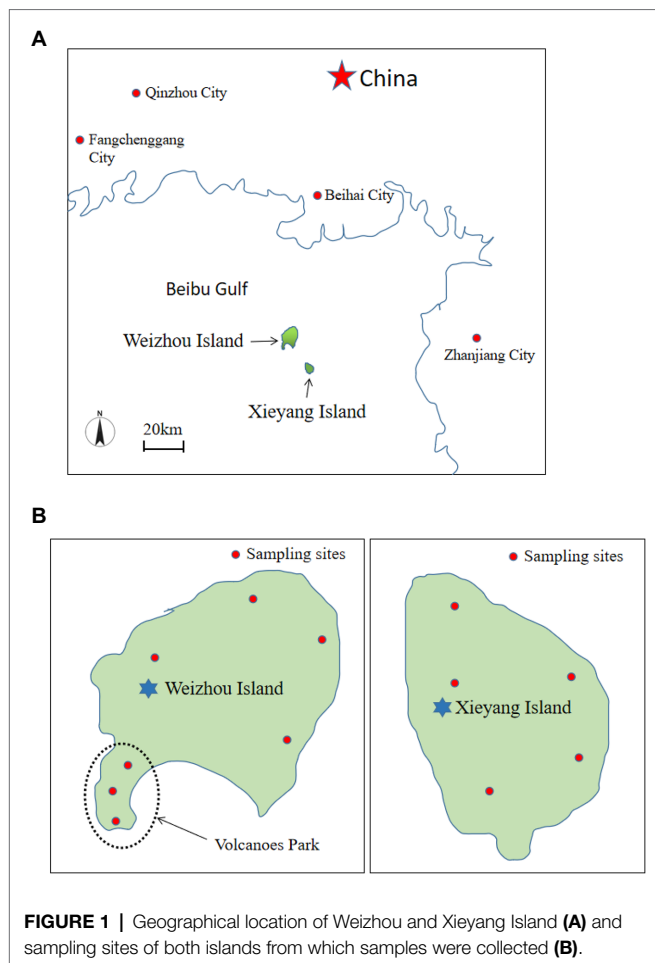 A
China
Qinzhou City
Fangchenggang
City
Beihai City
Beibu Gulf
Weizhou Island
Zhanjiang City
Xieyang Island
N
20km
B
Sampling sites
Weizhou Island
Volcanoes Park
Sampling sites
Xieyang Island
FIGURE 1 | Geographical location of Weizhou and Xieyang Island (A) and
sampling sites of both islands from which samples were collected (B).